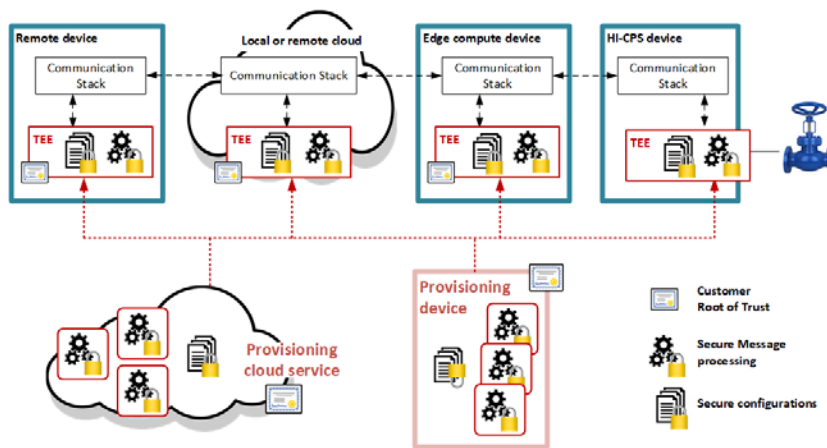 Remote device
Local or remote cloud
Edge compute device
HI-CPS device
Communication
Stack
Communication Stack
Communication
Stack
Communication
Stack
TEE
TEE
TEE
TEE
Provisioning
cloud service
Provisioning
device
Customer
Root of Trust
Secure Message
processing
Secure configurations